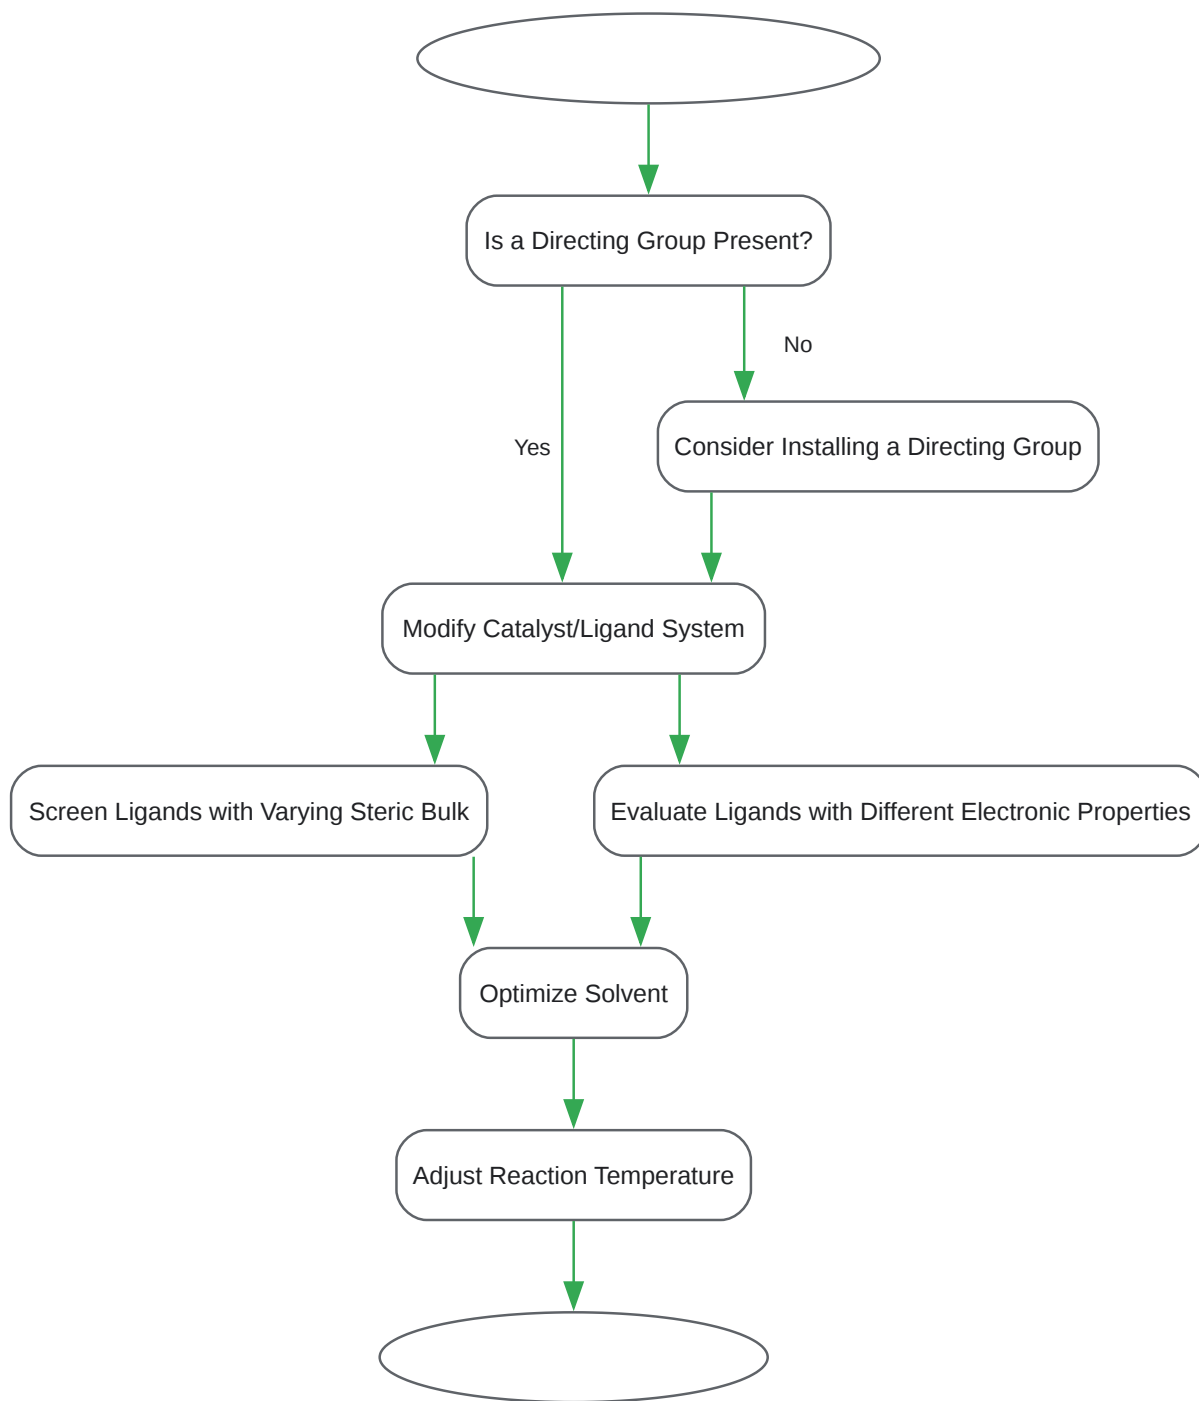 Is a Directing Group Present?
No
Yes
Consider Installing a Directing Group
Modify Catalyst/Ligand System
Screen Ligands with Varying Steric Bulk
Evaluate Ligands with Different Electronic Properties
Optimize Solvent
Adjust Reaction Temperature